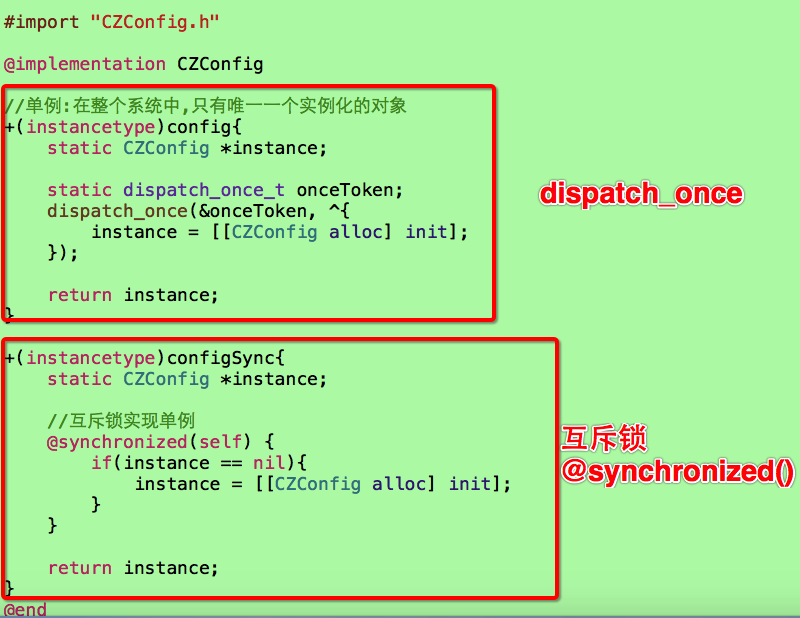 #import "CZConfig.h"
@implementation CZConfig
//单例:在整个系统中,只有唯一一个实例化的对象
+(instancetype)config{
static CZConfig *instance;
static dispatch_once_t onceToken;
dispatch_once(&onceToken, ^{
instance = [[CZConfig alloc] init];
});
return instance;
}
dispatch_once
+(instancetype)configSync{
static CZConfig *instance;
//互斥锁实现单例
@synchronized(self) {
if(instance == nil){
instance = [[CZConfig alloc] init];
}
}
return instance;
}
@end
互斥锁
@synchronized()